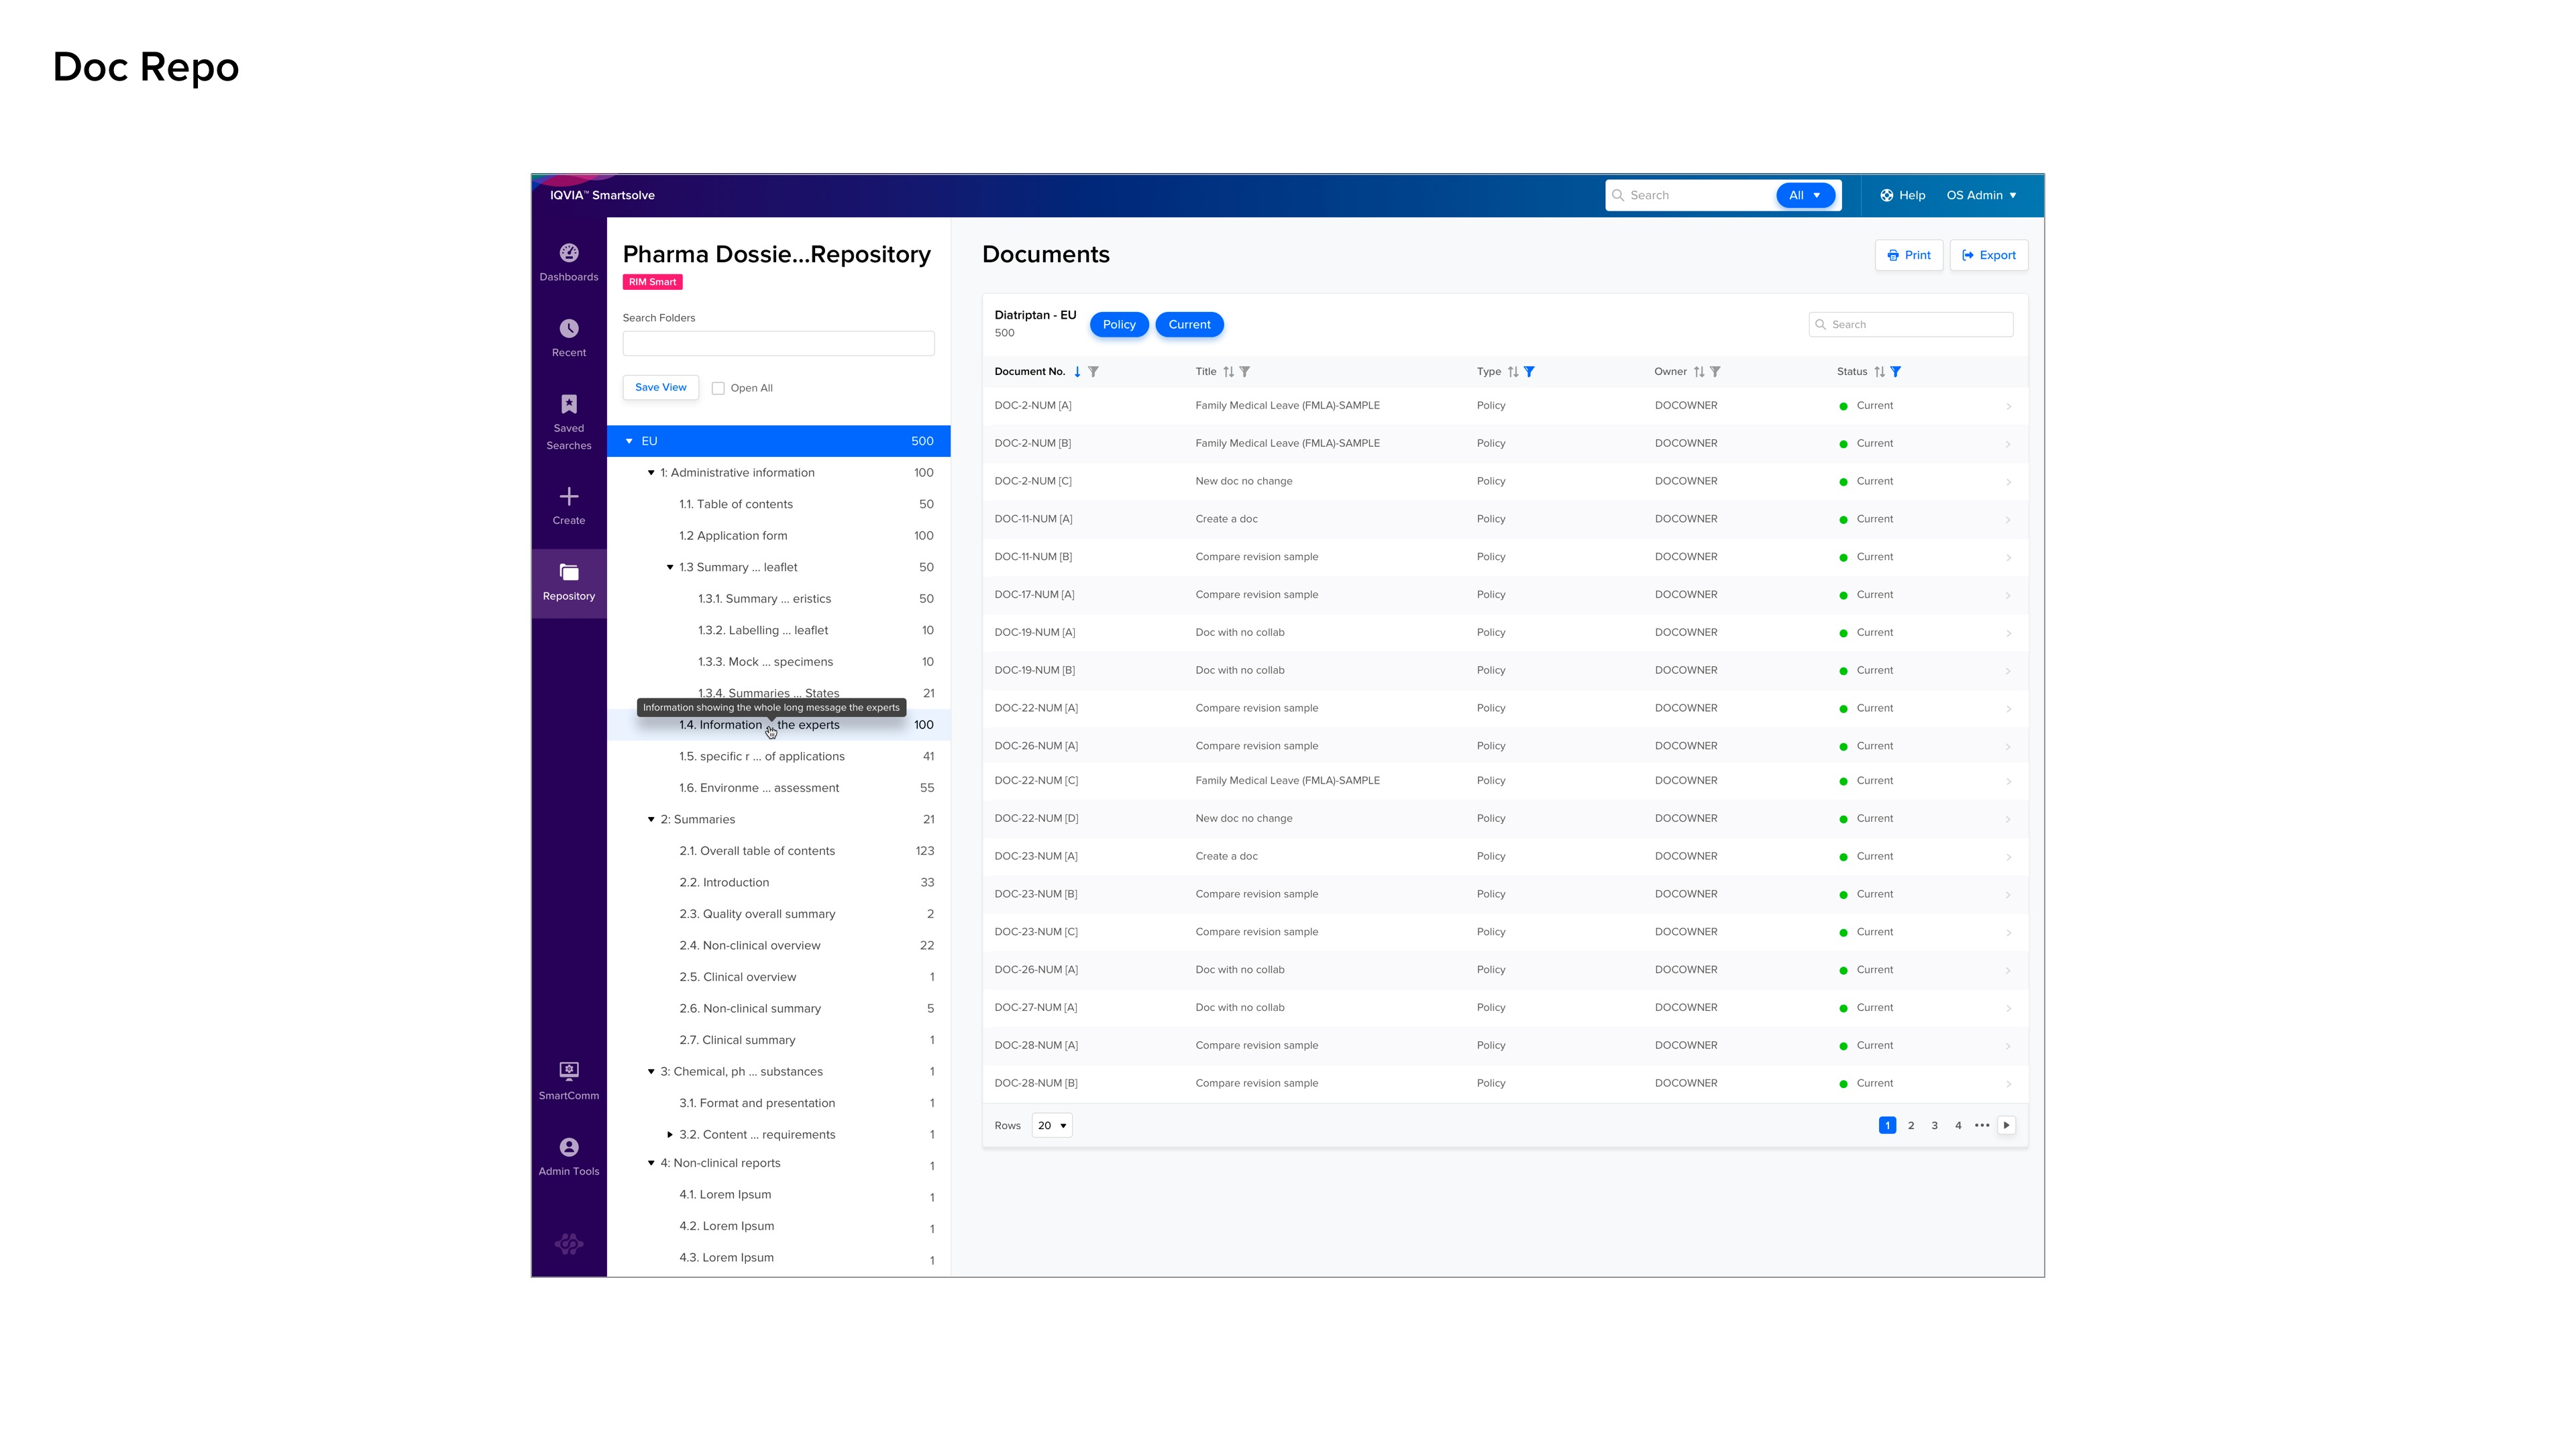 Doc Repo
IQVIA™ Smartsolve
Search
All
Help
OS Admin
Dashboards
Recent
Saved
Searches
Create
Repository
SmartComm
Admin Tools
Pharma Dossie...Repository
RIM Smart
Search Folders
Save View
Open All
EU 500
1: Administrative information 100
1.1. Table of contents 50
1.2 Application form 100
1.3 Summary ... leaflet 50
1.3.1. Summary ... eristics 50
1.3.2. Labelling ... leaflet 10
1.3.3. Mock ... specimens 10
1.3.4. Summaries ... States 21
Information showing the whole long message the experts
1.4. Information ... the experts 100
1.5. specific r ... of applications 41
1.6. Environme ... assessment 55
2: Summaries 21
2.1. Overall table of contents 123
2.2. Introduction 33
2.3. Quality overall summary 2
2.4. Non-clinical overview 22
2.5. Clinical overview 1
2.6. Non-clinical summary 5
2.7. Clinical summary 1
3: Chemical, ph ... substances 1
3.1. Format and presentation 1
3.2. Content ... requirements 1
4: Non-clinical reports 1
4.1. Lorem Ipsum 1
4.2. Lorem Ipsum 1
4.3. Lorem Ipsum 1
Documents
Print
Export
Diatriptan - EU
500
Policy
Current
Search
Document No. Title Type Owner Status
DOC-2-NUM [A] Family Medical Leave (FMLA)-SAMPLE Policy DOCOWNER Current
DOC-2-NUM [B] Family Medical Leave (FMLA)-SAMPLE Policy DOCOWNER Current
DOC-2-NUM [C] New doc no change Policy DOCOWNER Current
DOC-11-NUM [A] Create a doc Policy DOCOWNER Current
DOC-11-NUM [B] Compare revision sample Policy DOCOWNER Current
DOC-17-NUM [A] Compare revision sample Policy DOCOWNER Current
DOC-19-NUM [A] Doc with no collab Policy DOCOWNER Current
DOC-19-NUM [B] Doc with no collab Policy DOCOWNER Current
DOC-22-NUM [A] Compare revision sample Policy DOCOWNER Current
DOC-26-NUM [A] Compare revision sample Policy DOCOWNER Current
DOC-22-NUM [C] Family Medical Leave (FMLA)-SAMPLE Policy DOCOWNER Current
DOC-22-NUM [D] New doc no change Policy DOCOWNER Current
DOC-23-NUM [A] Create a doc Policy DOCOWNER Current
DOC-23-NUM [B] Compare revision sample Policy DOCOWNER Current
DOC-23-NUM [C] Compare revision sample Policy DOCOWNER Current
DOC-26-NUM [A] Doc with no collab Policy DOCOWNER Current
DOC-27-NUM [A] Doc with no collab Policy DOCOWNER Current
DOC-28-NUM [A] Compare revision sample Policy DOCOWNER Current
DOC-28-NUM [B] Compare revision sample Policy DOCOWNER Current
Rows 20
1 2 3 4 •••